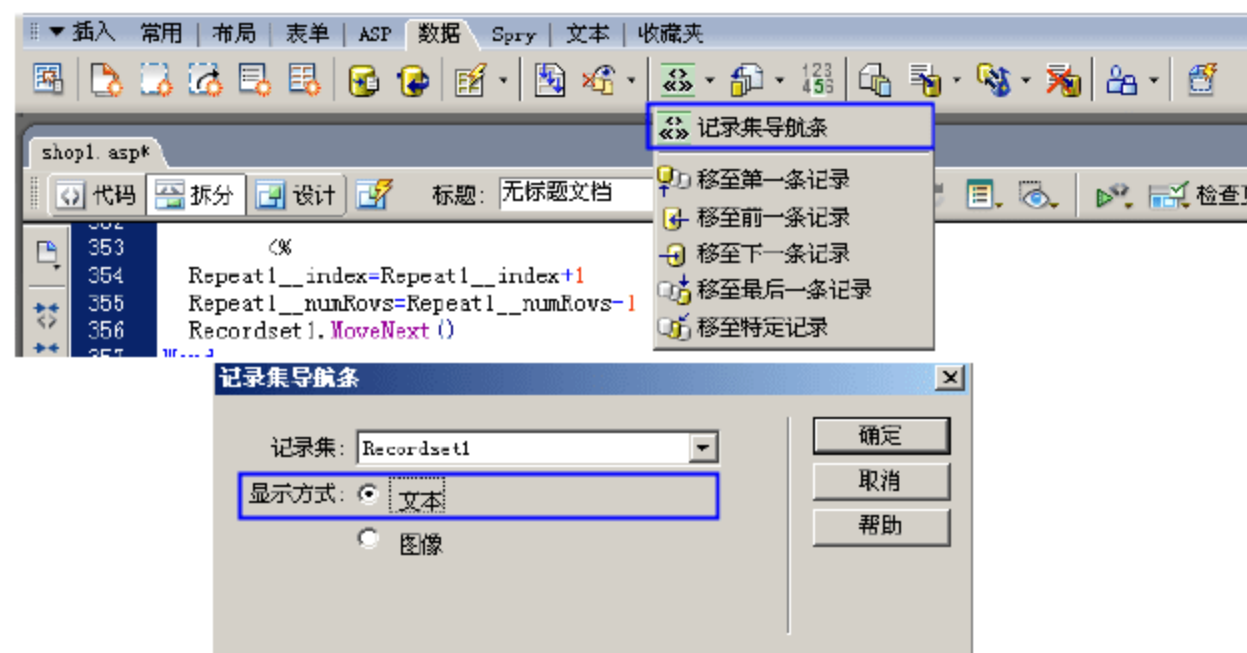 ▼ 插入 常用 | 布局 | 表单 | ASP 数据 Spry | 文本 | 收藏夹
123
456
记录集导航条
shop1.asp*
代码 拆分 设计 标题: 无标题文档 检查
移至第一条记录
移至前一条记录
移至下一条记录
移至最后一条记录
移至特定记录
353 <%
354 Repeat1__index=Repeat1__index+1
355 Repeat1__numRows=Repeat1__numRows-1
356 Recordset1.MoveNext()
357 Wend
记录集导航条
记录集: Recordset1
显示方式: 文本
图像
确定
取消
帮助